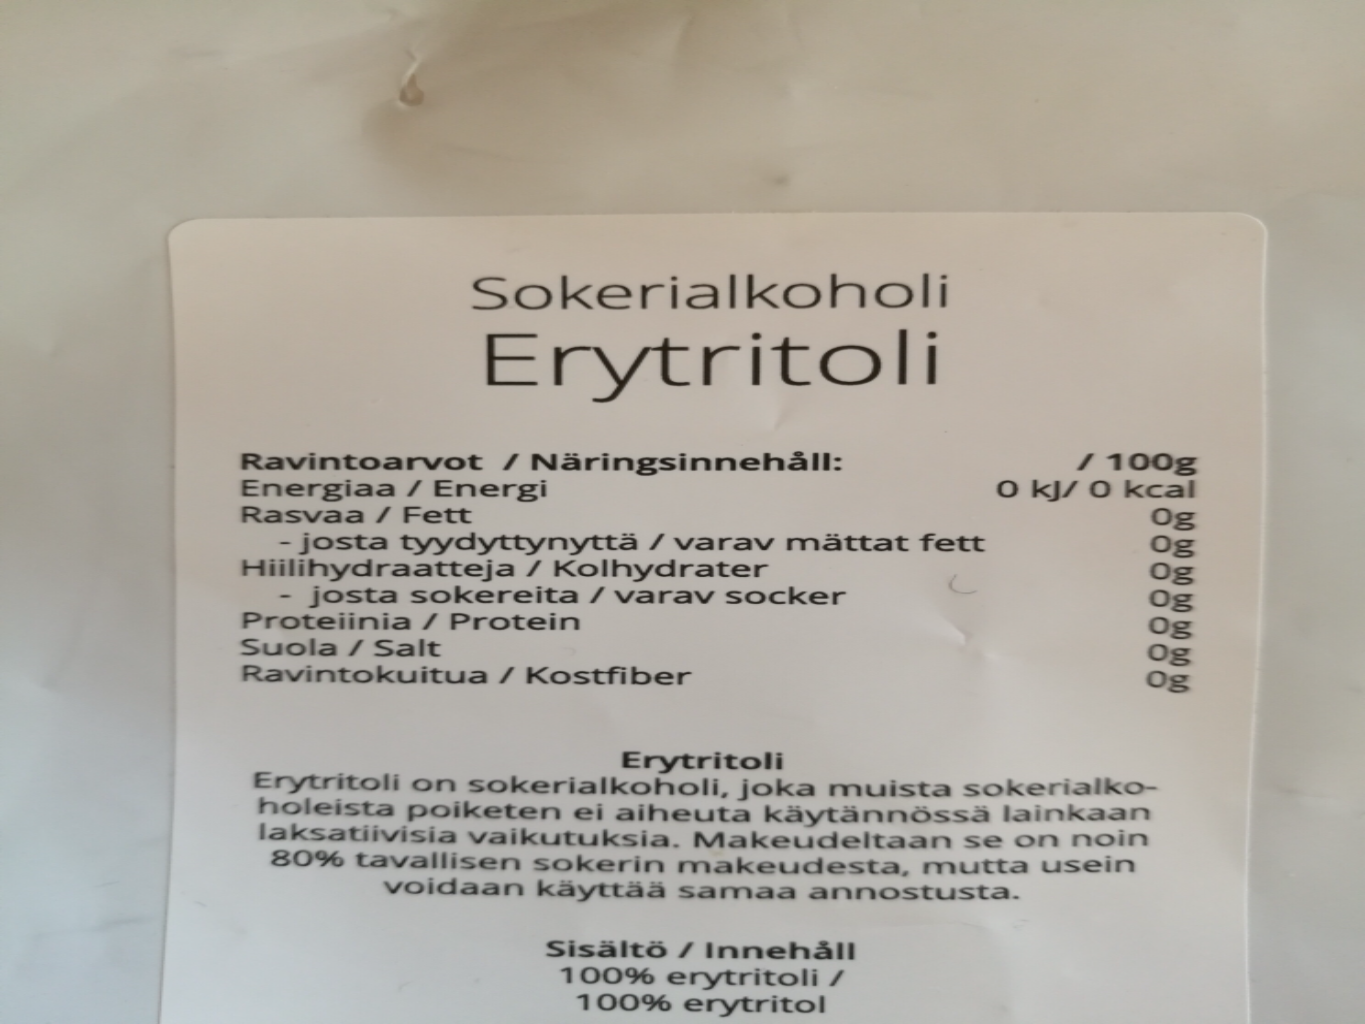 Sokerialkoholi
Erytritoli
Ravintoarvot / Näringsinnehåll: / 100g
Energiaa / Energi 0 kJ/ 0 kcal
Rasvaa / Fett 0g
- josta tyydyttynyttä / varav mättat fett 0g
Hiilihydraatteja / Kolhydrater 0g
- josta sokereita / varav socker 0g
Proteiinia / Protein 0g
Suola / Salt 0g
Ravintokuitua / Kostfiber 0g
Erytritoli
Erytritoli on sokerialkoholi, joka muista sokerialko-
holeista poiketen ei aiheuta käytännössä lainkaan
laksatiivisia vaikutuksia. Makeudeltaan se on noin
80% tavallisen sokerin makeudesta, mutta usein
voidaan käyttää samaa annostusta.
Sisältö / Innehåll
100% erytritoli /
100% erytritol